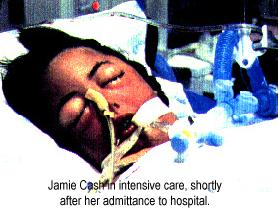 Jamie Cash in intensive care, shortly
after her admittance to hospital.